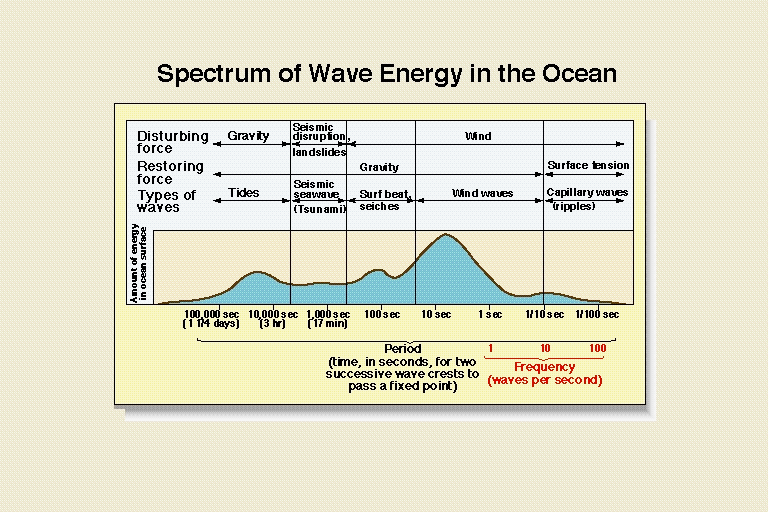 Spectrum of Wave Energy in the Ocean
Disturbing force
Gravity
Seismic disruption, landslides
Wind
Restoring force
Gravity
Surface tension
Types of waves
Tides
Seismic seawave (Tsunami)
Surf beat, seiches
Wind waves
Capillary waves (ripples)
Amount of energy in ocean surface
100,000 sec (1 1/4 days)
10,000 sec (3 hr)
1,000 sec (17 min)
100 sec
10 sec
1 sec
1/10 sec
1/100 sec
Period
(time, in seconds, for two
successive wave crests to
pass a fixed point)
1 10 100
Frequency
(waves per second)